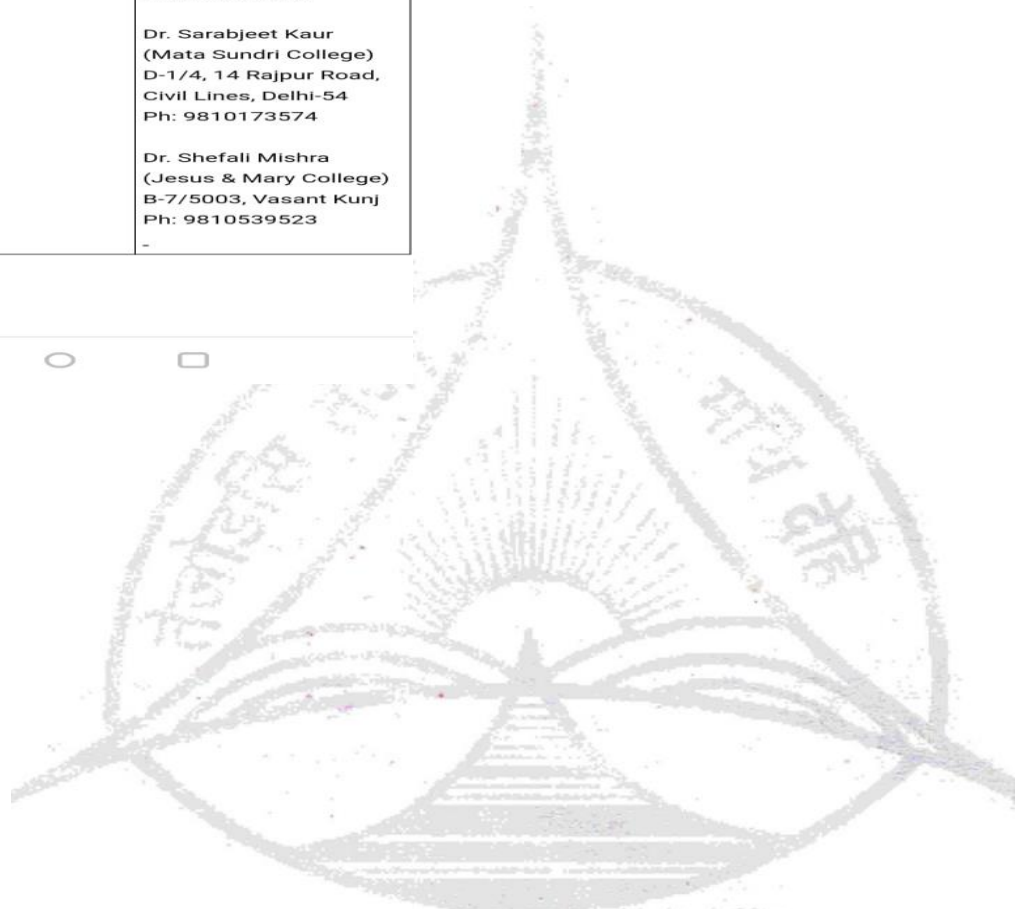 Dr. Sarabjeet Kaur
(Mata Sundri College)
D-1/4, 14 Rajpur Road,
Civil Lines, Delhi-54
Ph: 9810173574
Dr. Shefali Mishra
(Jesus & Mary College)
B-7/5003, Vasant Kunj
Ph: 9810539523
-